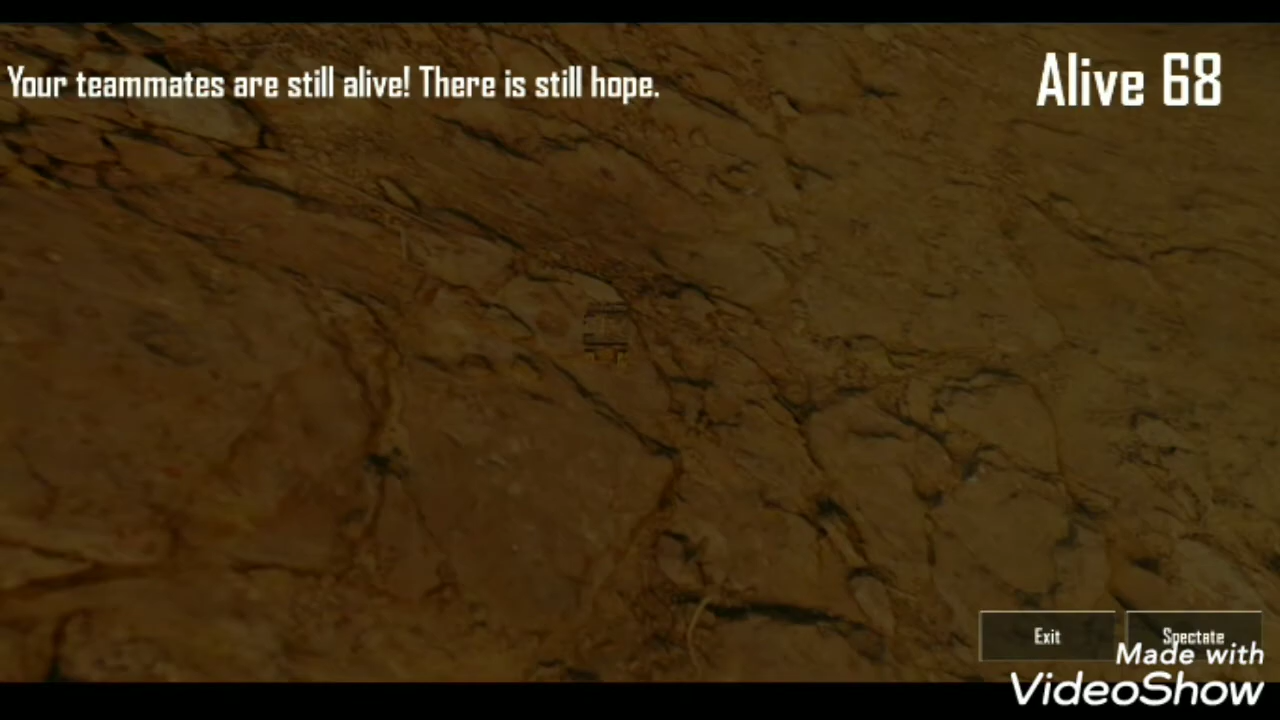 Your teammates are still alive! There is still hope.
Alive 68
Exit
Spectate
Made with
VideoShow